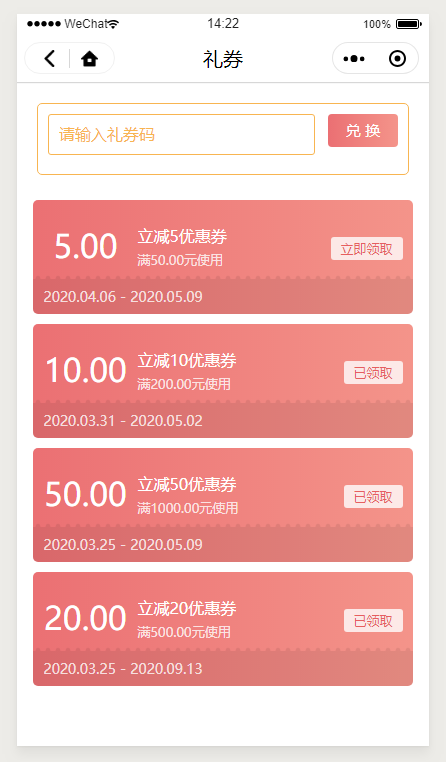 WeChat 14:22 100%
礼券
请输入礼券码
兑 换
5.00
立减5优惠券
满50.00元使用
立即领取
2020.04.06 - 2020.05.09
10.00
立减10优惠券
满200.00元使用
已领取
2020.03.31 - 2020.05.02
50.00
立减50优惠券
满1000.00元使用
已领取
2020.03.25 - 2020.05.09
20.00
立减20优惠券
满500.00元使用
已领取
2020.03.25 - 2020.09.13